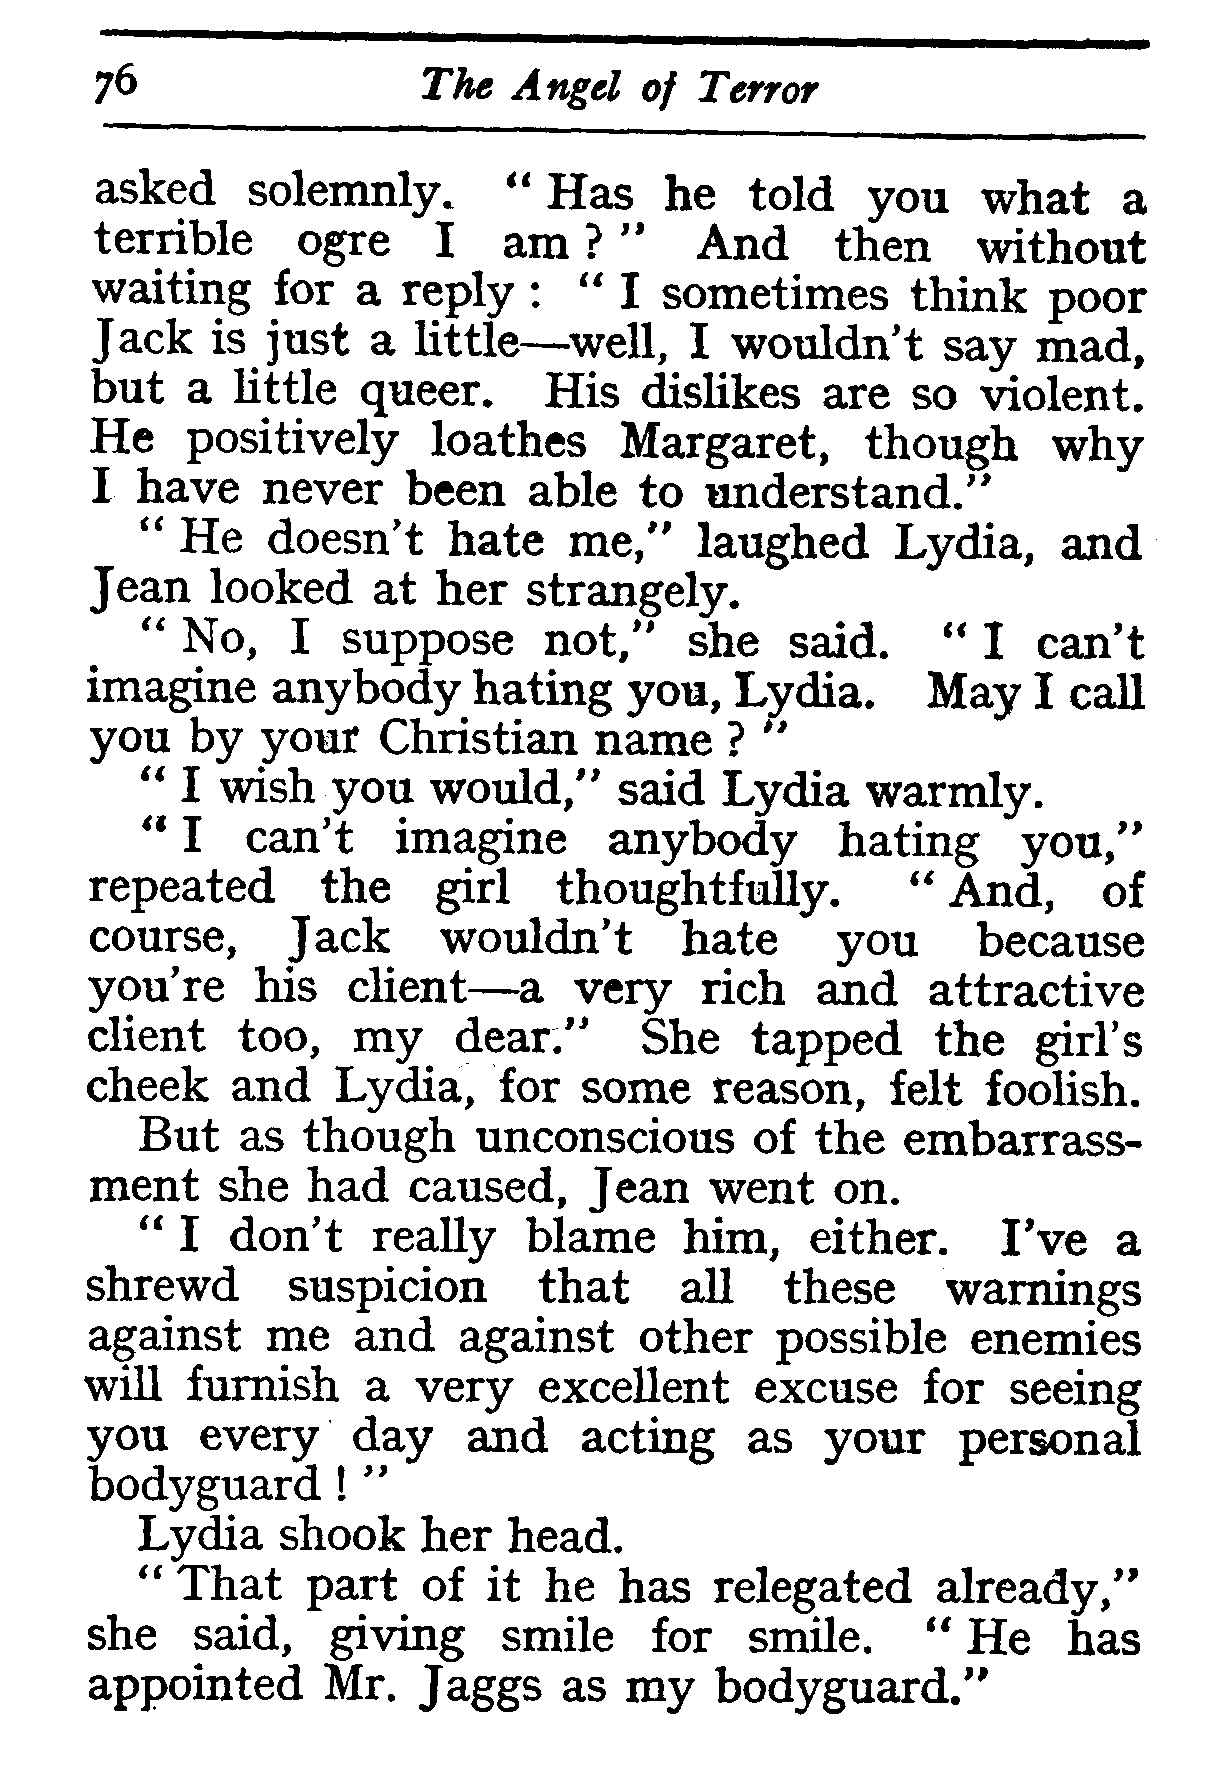 76 The Angel of Terror
asked solemnly. " Has he told you what a
terrible ogre I am ? " And then without
waiting for a reply : " I sometimes think poor
Jack is just a little—well, I wouldn't say mad,
but a little queer. His dislikes are so violent.
He positively loathes Margaret, though why
I have never been able to understand."
" He doesn't hate me," laughed Lydia, and
Jean looked at her strangely.
" No, I suppose not," she said. " I can't
imagine anybody hating you, Lydia. May I call
you by your Christian name ? "
" I wish you would," said Lydia warmly.
" I can't imagine anybody hating you,"
repeated the girl thoughtfully. " And, of
course, Jack wouldn't hate you because
you're his client—a very rich and attractive
client too, my dear." She tapped the girl's
cheek and Lydia, for some reason, felt foolish.
But as though unconscious of the embarrass-
ment she had caused, Jean went on.
" I don't really blame him, either. I've a
shrewd suspicion that all these warnings
against me and against other possible enemies
will furnish a very excellent excuse for seeing
you every day and acting as your personal
bodyguard ! "
Lydia shook her head.
" That part of it he has relegated already,"
she said, giving smile for smile. " He has
appointed Mr. Jaggs as my bodyguard."